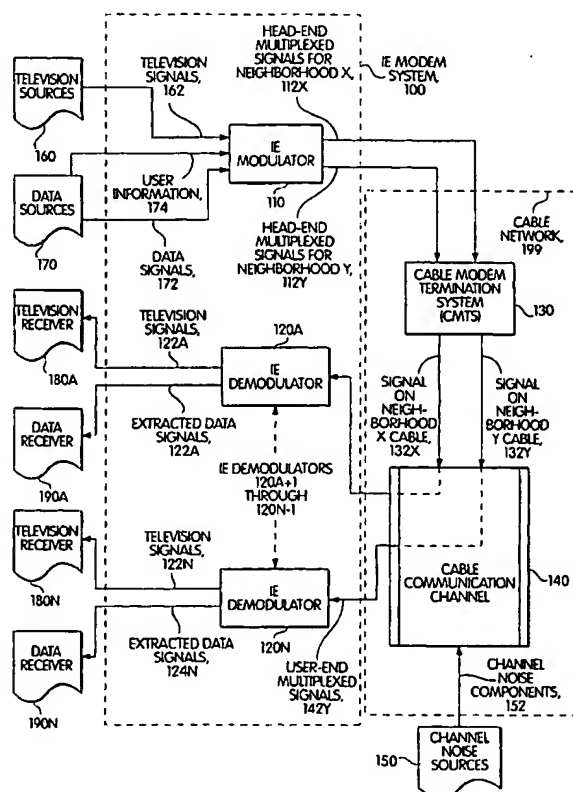 HEAD-END
MULTIPLEXED
SIGNALS FOR
NEIGHBORHOOD X,
112X
TELEVISION
SIGNALS,
162
IE MODEM
SYSTEM,
100
TELEVISION
SOURCES
160
IE
MODULATOR
110
DATA
SOURCES
170
USER
INFORMATION,
174
DATA
SIGNALS,
172
HEAD-END
MULTIPLEXED
SIGNALS FOR
NEIGHBORHOOD Y,
112Y
CABLE
NETWORK,
199
CABLE MODEM
TERMINATION
SYSTEM
(CMTS)
130
TELEVISION
RECEIVER
180A
TELEVISION
SIGNALS,
122A
120A
IE
DEMODULATOR
EXTRACTED DATA
SIGNALS,
122A
DATA
RECEIVER
190A
SIGNAL
ON
NEIGH-
BORHOOD
X CABLE,
132X
SIGNAL
ON
NEIGH-
BORHOOD
Y CABLE,
132Y
IE DEMODULATORS
120A+1
THROUGH
120N-1
TELEVISION
RECEIVER
180N
TELEVISION
SIGNALS,
122N
IE
DEMODULATOR
120N
CABLE
COMMUNICATION
CHANNEL
140
DATA
RECEIVER
190N
EXTRACTED DATA
SIGNALS,
124N
USER-END
MULTIPLEXED
SIGNALS,
142Y
CHANNEL
NOISE
COMPONENTS,
152
150
CHANNEL
NOISE
SOURCES